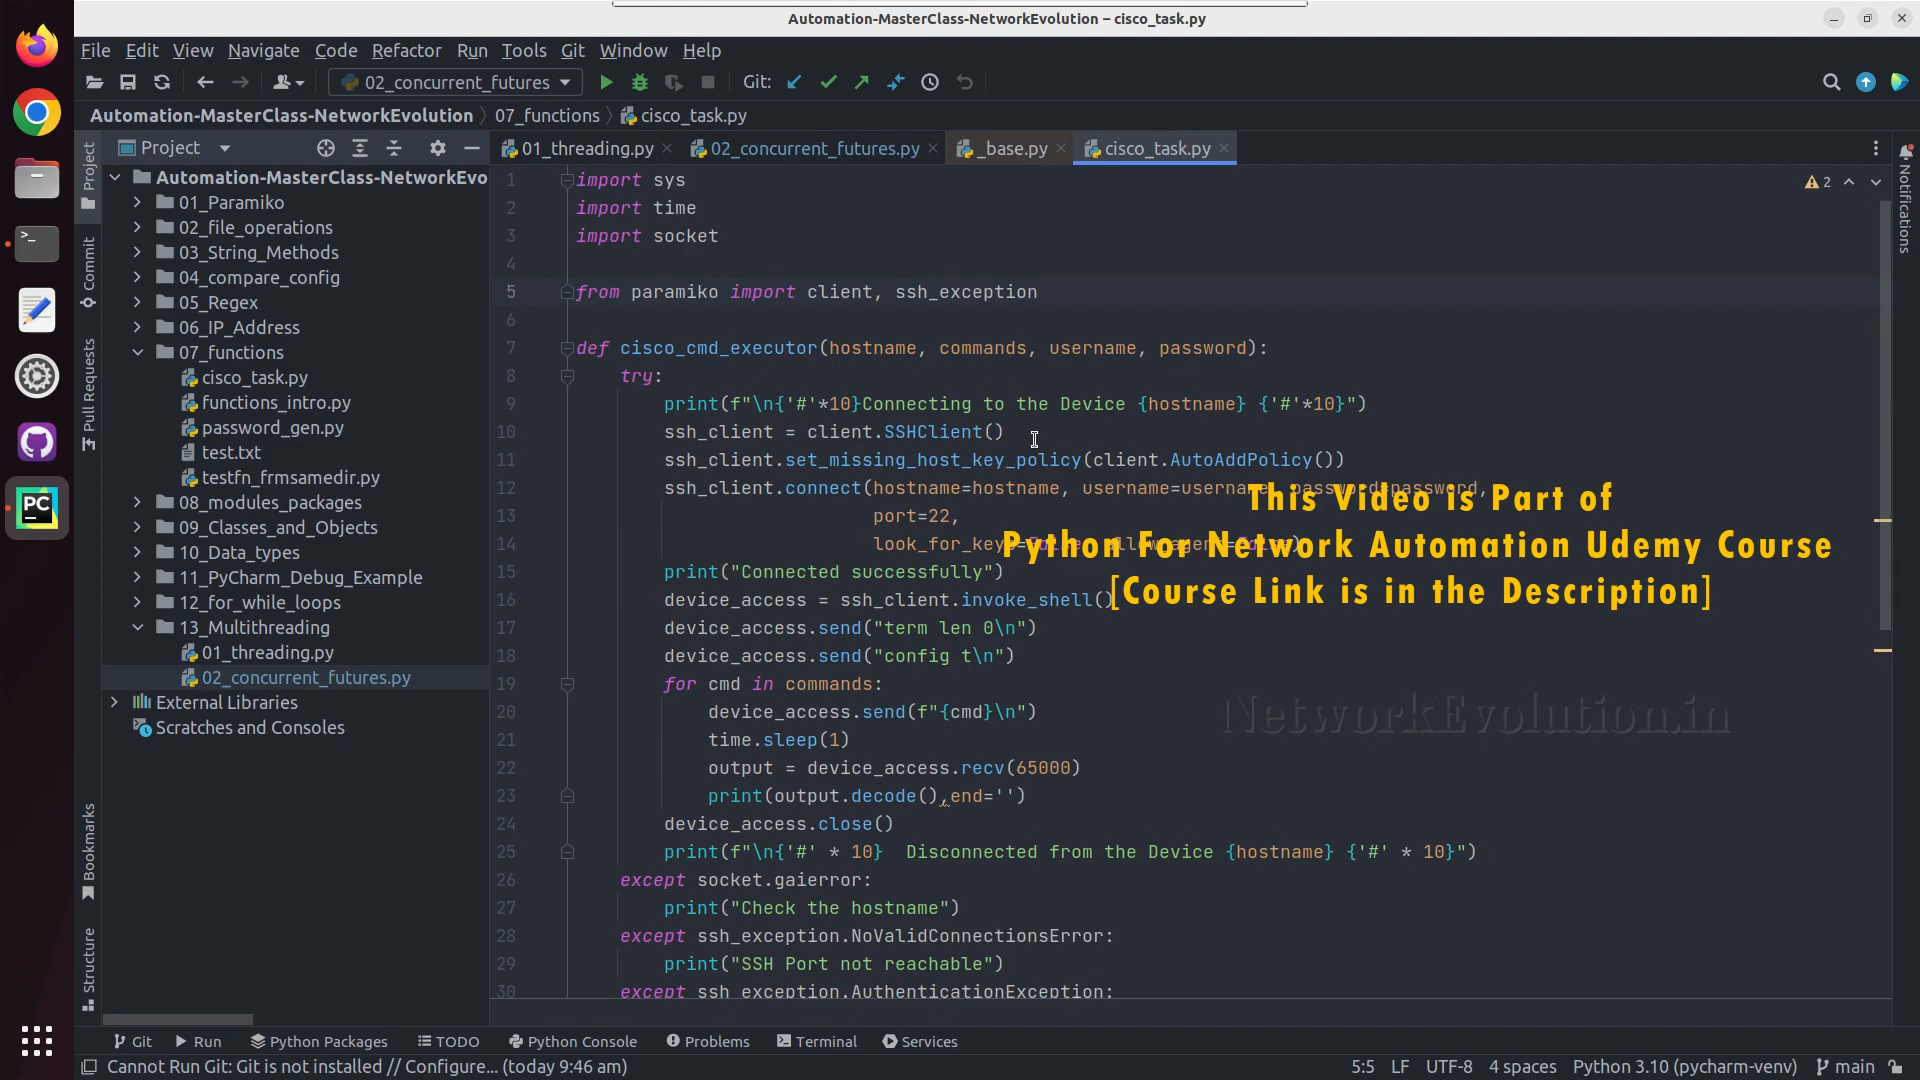 Automation-MasterClass-NetworkEvolution – cisco_task.py
File Edit View Navigate Code Refactor Run Tools Git Window Help
02_concurrent_futures Git:
Automation-MasterClass-NetworkEvolution 07_functions cisco_task.py
Project
01_threading.py 02_concurrent_futures.py _base.py cisco_task.py
Project
Commit
Pull Requests
Bookmarks
Structure
Notifications
Automation-MasterClass-NetworkEvo
01_Paramiko
02_file_operations
03_String_Methods
04_compare_config
05_Regex
06_IP_Address
07_functions
cisco_task.py
functions_intro.py
password_gen.py
test.txt
testfn_frmsamedir.py
08_modules_packages
09_Classes_and_Objects
10_Data_types
11_PyCharm_Debug_Example
12_for_while_loops
13_Multithreading
01_threading.py
02_concurrent_futures.py
External Libraries
Scratches and Consoles
2
1 import sys
2 import time
3 import socket
4
5 from paramiko import client, ssh_exception
6
7 def cisco_cmd_executor(hostname, commands, username, password):
8 try:
9 print(f"\n{'#'*10}Connecting to the Device {hostname} {'#'*10}")
10 ssh_client = client.SSHClient()
11 ssh_client.set_missing_host_key_policy(client.AutoAddPolicy())
12 ssh_client.connect(hostname=hostname, username=username, password=password,
13 port=22,
14 look_for_keys=False, allow_agent=False)
15 print("Connected successfully")
16 device_access = ssh_client.invoke_shell()
17 device_access.send("term len 0\n")
18 device_access.send("config t\n")
19 for cmd in commands:
20 device_access.send(f"{cmd}\n")
21 time.sleep(1)
22 output = device_access.recv(65000)
23 print(output.decode(),end='')
24 device_access.close()
25 print(f"\n{'#' * 10}  Disconnected from the Device {hostname} {'#' * 10}")
26 except socket.gaierror:
27 print("Check the hostname")
28 except ssh_exception.NoValidConnectionsError:
29 print("SSH Port not reachable")
30 except ssh_exception.AuthenticationException:
This Video is Part of
Python For Network Automation Udemy Course
[Course Link is in the Description]
NetworkEvolution.in
Git Run Python Packages TODO Python Console Problems Terminal Services
Cannot Run Git: Git is not installed // Configure... (today 9:46 am) 5:5 LF UTF-8 4 spaces Python 3.10 (pycharm-venv) main
PC